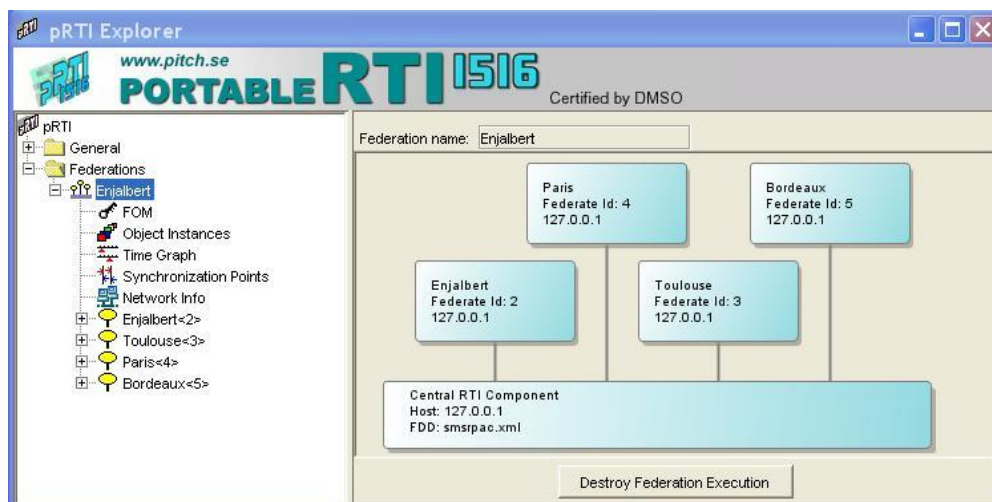 pRTI Explorer
www.pitch.se
PORTABLE RTI 1516
Certified by DMSO
pRTI
General
Federations
Enjalbert
FOM
Object Instances
Time Graph
Synchronization Points
Network Info
Enjalbert<2>
Toulouse<3>
Paris<4>
Bordeaux<5>
Federation name: Enjalbert
Paris
Federate Id: 4
127.0.0.1
Bordeaux
Federate Id: 5
127.0.0.1
Enjalbert
Federate Id: 2
127.0.0.1
Toulouse
Federate Id: 3
127.0.0.1
Central RTI Component
Host: 127.0.0.1
FDD: smsrpac.xml
Destroy Federation Execution